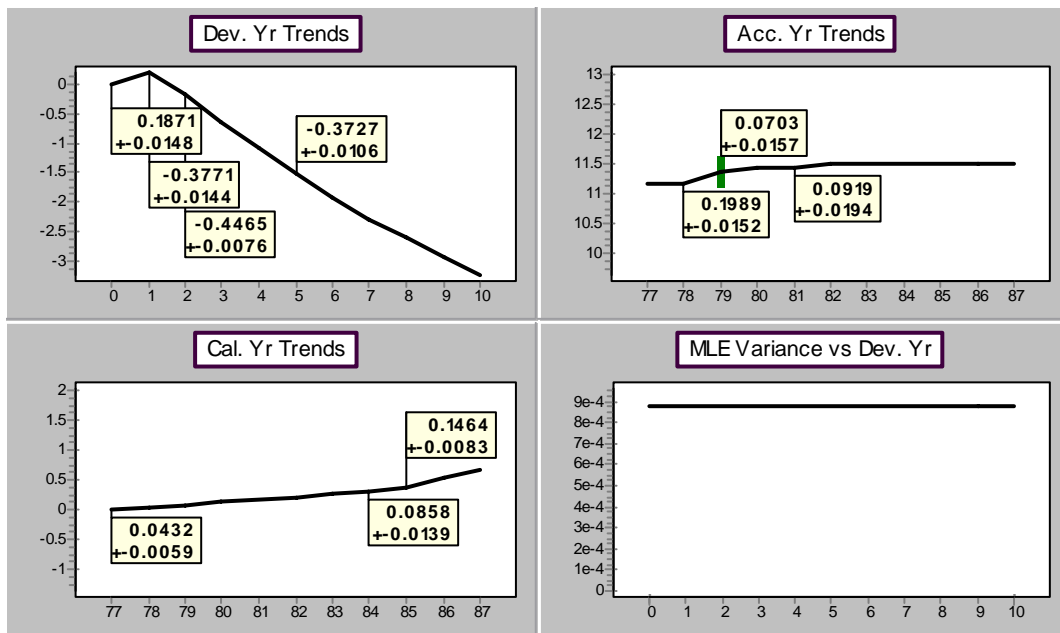 Dev. Yr Trends
0
-0.5
-1
-1.5
-2
-2.5
-3
0.1871
+-0.0148
-0.3771
+-0.0144
-0.4465
+-0.0076
-0.3727
+-0.0106
0 1 2 3 4 5 6 7 8 9 10
Acc. Yr Trends
13
12.5
12
11.5
11
10.5
10
0.0703
+-0.0157
0.1989
+-0.0152
0.0919
+-0.0194
77 78 79 80 81 82 83 84 85 86 87
Cal. Yr Trends
2
1.5
1
0.5
0
-0.5
-1
0.1464
+-0.0083
0.0432
+-0.0059
0.0858
+-0.0139
77 78 79 80 81 82 83 84 85 86 87
MLE Variance vs Dev. Yr
9e-4
8e-4
7e-4
6e-4
5e-4
4e-4
3e-4
2e-4
1e-4
0
0 1 2 3 4 5 6 7 8 9 10